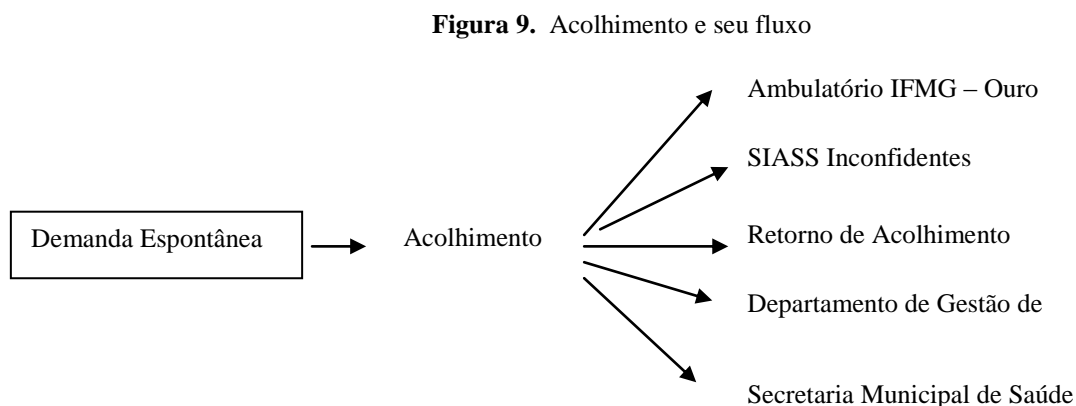 Figura 9. Acolhimento e seu fluxo
Ambulatório IFMG – Ouro
SIASS Inconfidentes
Demanda Espontânea
Acolhimento
Retorno de Acolhimento
Departamento de Gestão de
Secretaria Municipal de Saúde